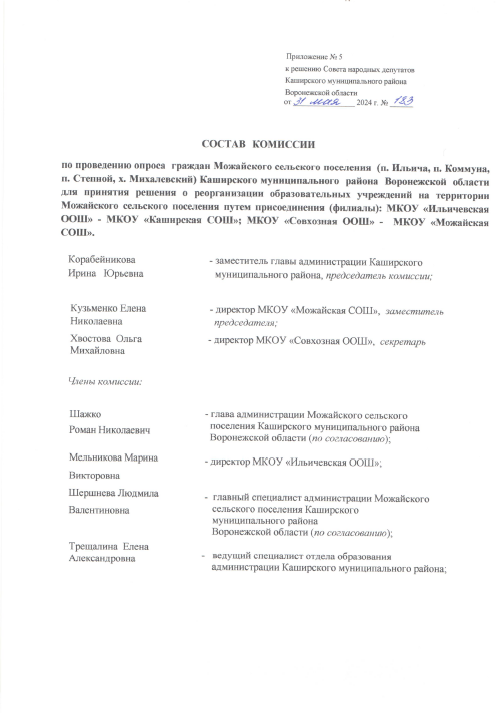 Приложение № 5
к решению Совета народных депутатов
Каширского муниципального района
Воронежской области
от 31 мая 2024 г. № 183
СОСТАВ КОМИССИИ
по проведению опроса граждан Можайского сельского поселения (п. Ильича, п. Коммуна,
п. Степной, х. Михалевский) Каширского муниципального района Воронежской области
для принятия решения о реорганизации образовательных учреждений на территории
Можайского сельского поселения путем присоединения (филиалы): МКОУ «Ильичевская
ООШ» - МКОУ «Каширская СОШ»; МКОУ «Совхозная ООШ» - МКОУ «Можайская
СОШ».
Корабейникова - заместитель главы администрации Каширского
Ирина Юрьевна муниципального района, председатель комиссии;
Кузьменко Елена - директор МКОУ «Можайская СОШ», заместитель
Николаевна председателя;
Хвостова Ольга - директор МКОУ «Совхозная ООШ», секретарь
Михайловна
Члены комиссии:
Шажко - глава администрации Можайского сельского
Роман Николаевич поселения Каширского муниципального района
Воронежской области (по согласованию);
Мельникова Марина - директор МКОУ «Ильичевская ООШ»;
Викторовна
Шершнева Людмила - главный специалист администрации Можайского
Валентиновна сельского поселения Каширского
муниципального района
Воронежской области (по согласованию);
Трещалина Елена - ведущий специалист отдела образования
Александровна администрации Каширского муниципального района;